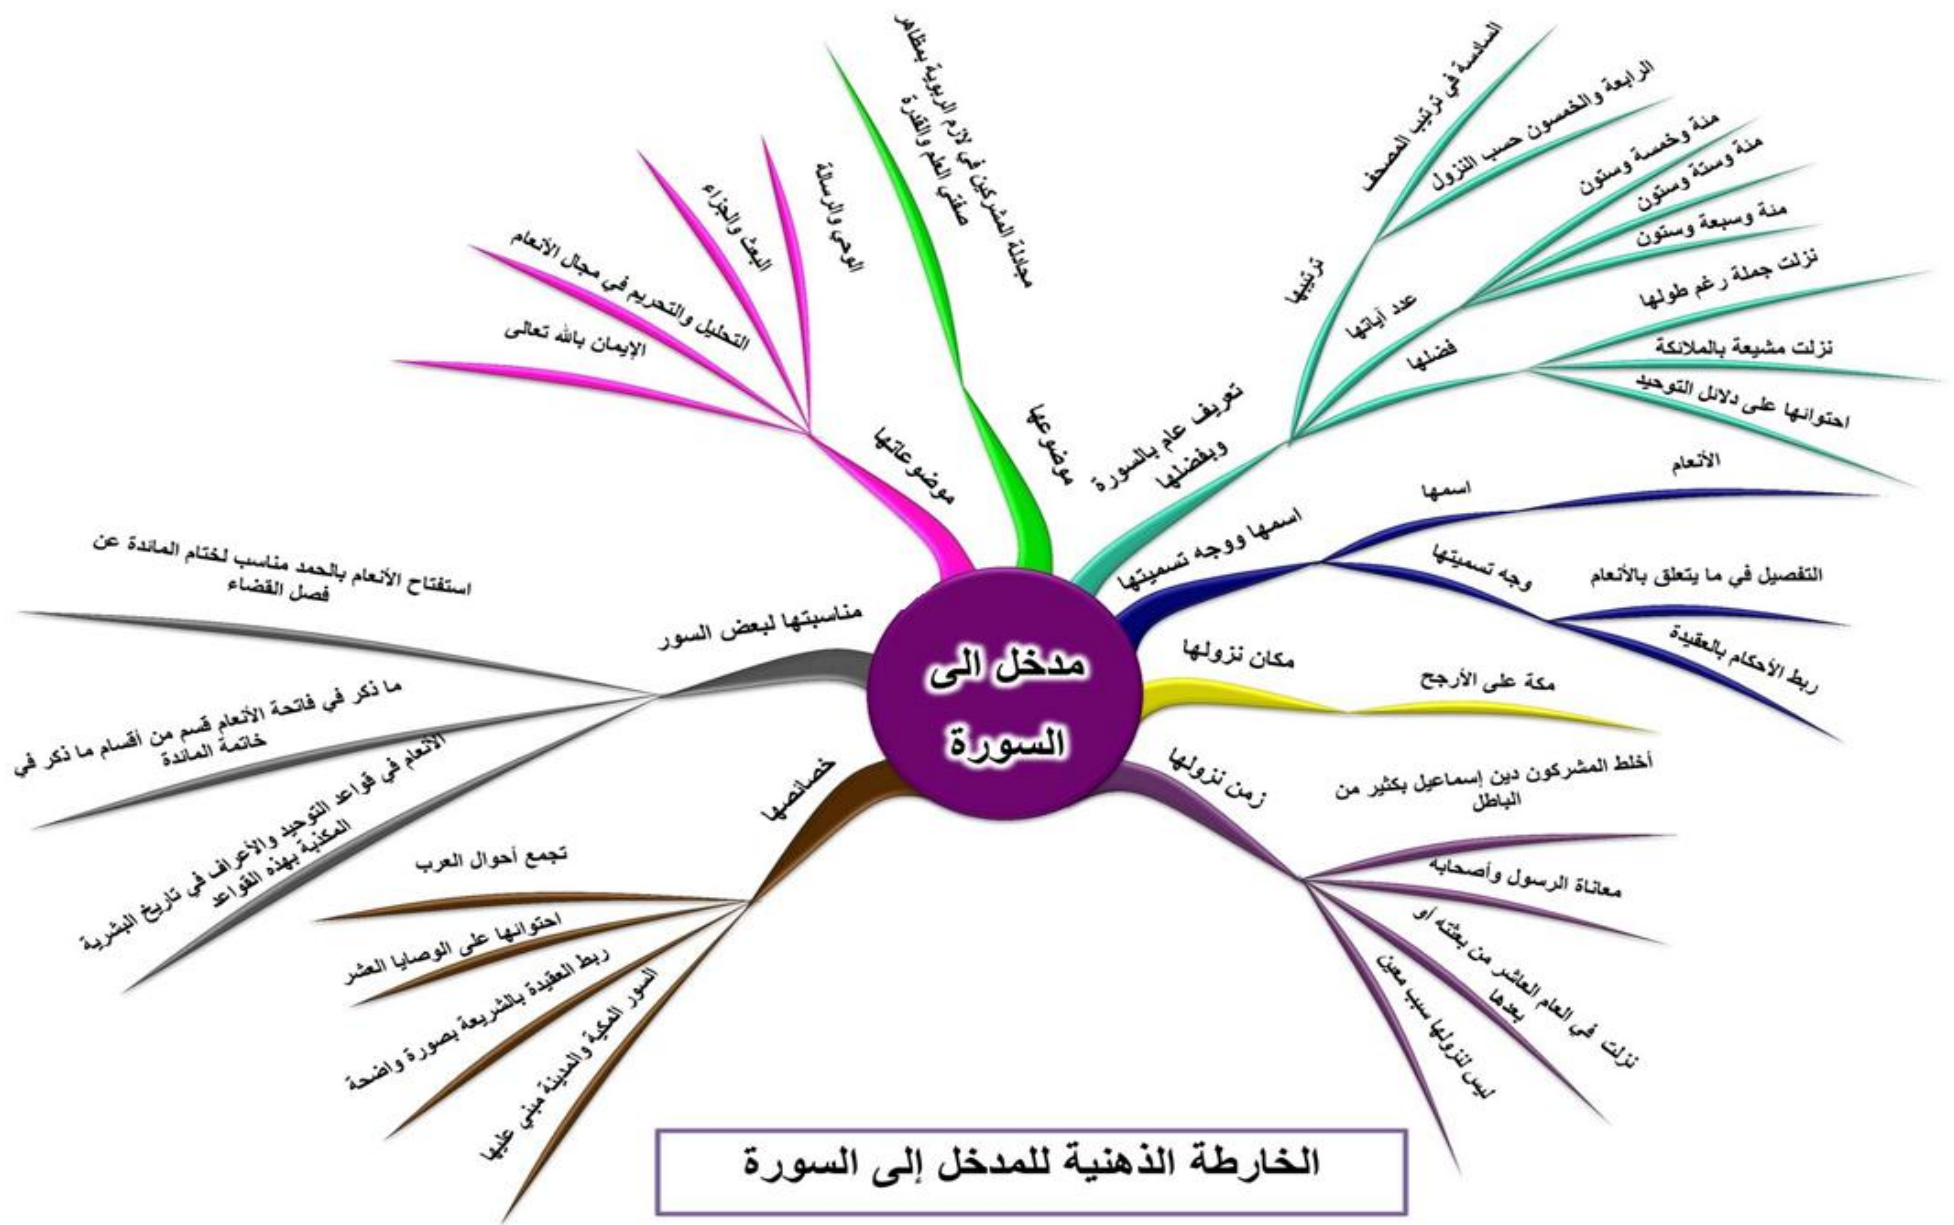 مدخل الى
السورة
تعريف عام بالسورة
وبفضلها
ترتيبها
السادسة في ترتيب المصحف
الرابعة والخمسون حسب النزول
عدد آياتها
مئة وخمسة وستون
مئة وستة وستون
مئة وسبعة وستون
فضلها
نزلت جملة رغم طولها
نزلت مشيعة بالملائكة
احتوائها على دلائل التوحيد
اسمها ووجه تسميتها
اسمها
الأنعام
وجه تسميتها
التفصيل في ما يتعلق بالأنعام
ربط الأحكام بالعقيدة
مكان نزولها
مكة على الأرجح
زمن نزولها
أخلط المشركون دين إسماعيل بكثير من
الباطل
معاناة الرسول وأصحابه
نزلت في العام العاشر من بعثته أو
بعدها
ليس لنزولها سبب معين
خصائصها
تجمع أحوال العرب
احتوائها على الوصايا العشر
ربط العقيدة بالشريعة بصورة واضحة
السور المكية والمدينة مبني عليها
مناسبتها لبعض السور
استفتاح الأنعام بالحمد مناسب لختام المائدة عن
فصل القضاء
ما ذكر في فاتحة الأنعام قسم من أقسام ما ذكر في
خاتمة المائدة
الأنعام في قواعد التوحيد والأعراف في تاريخ البشرية
المكذبة بهذه القواعد
موضوعاتها
الإيمان بالله تعالى
التحليل والتحريم في مجال الأنعام
البعث والجزاء
الوحي والرسالة
موضوعها
مجادلة المشركين في لازم الربوبية بمظاهر
صفتي العلم والقدرة
الخارطة الذهنية للمدخل إلى السورة